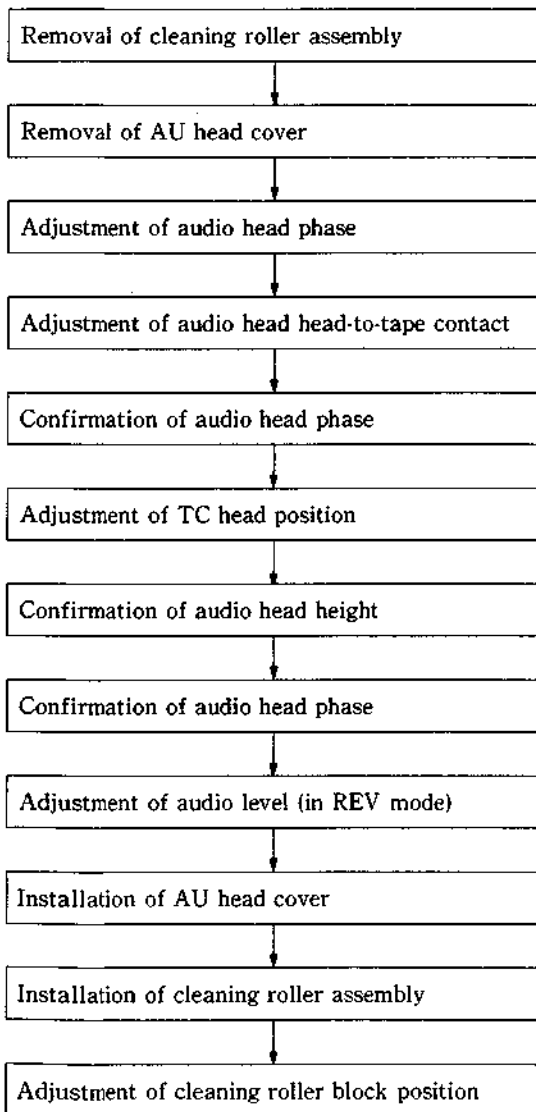 Removal of cleaning roller assembly
Removal of AU head cover
Adjustment of audio head phase
Adjustment of audio head head-to-tape contact
Confirmation of audio head phase
Adjustment of TC head position
Confirmation of audio head height
Confirmation of audio head phase
Adjustment of audio level (in REV mode)
Installation of AU head cover
Installation of cleaning roller assembly
Adjustment of cleaning roller block position